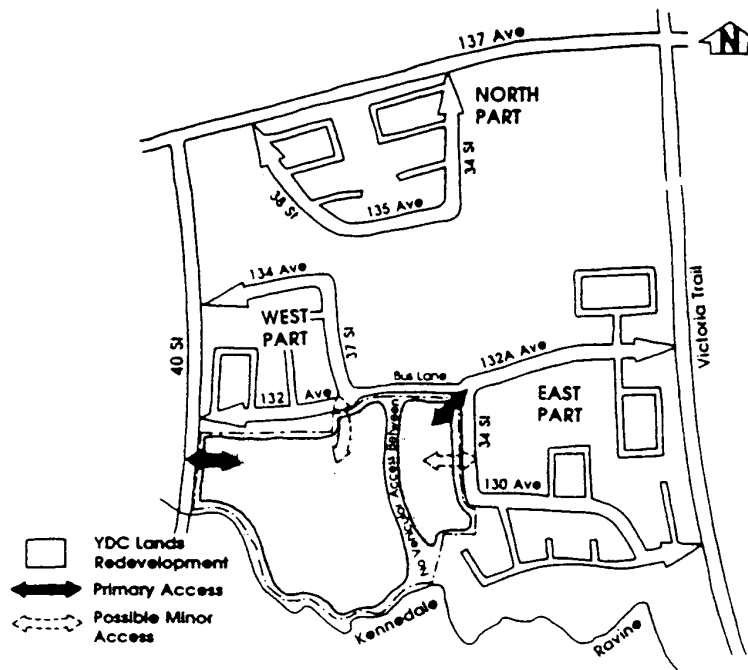 137 Ave
N
NORTH
PART
34 St
38 St
135 Ave
134 Ave
WEST
PART
40 St
37 St
132 Ave
Bus Lane
132A Ave
Victoria Trail
EAST
PART
34 St
130 Ave
No Vehicular Access Between
YDC Lands
Redevelopment
Primary Access
Possible Minor
Access
Kennedale
Ravine